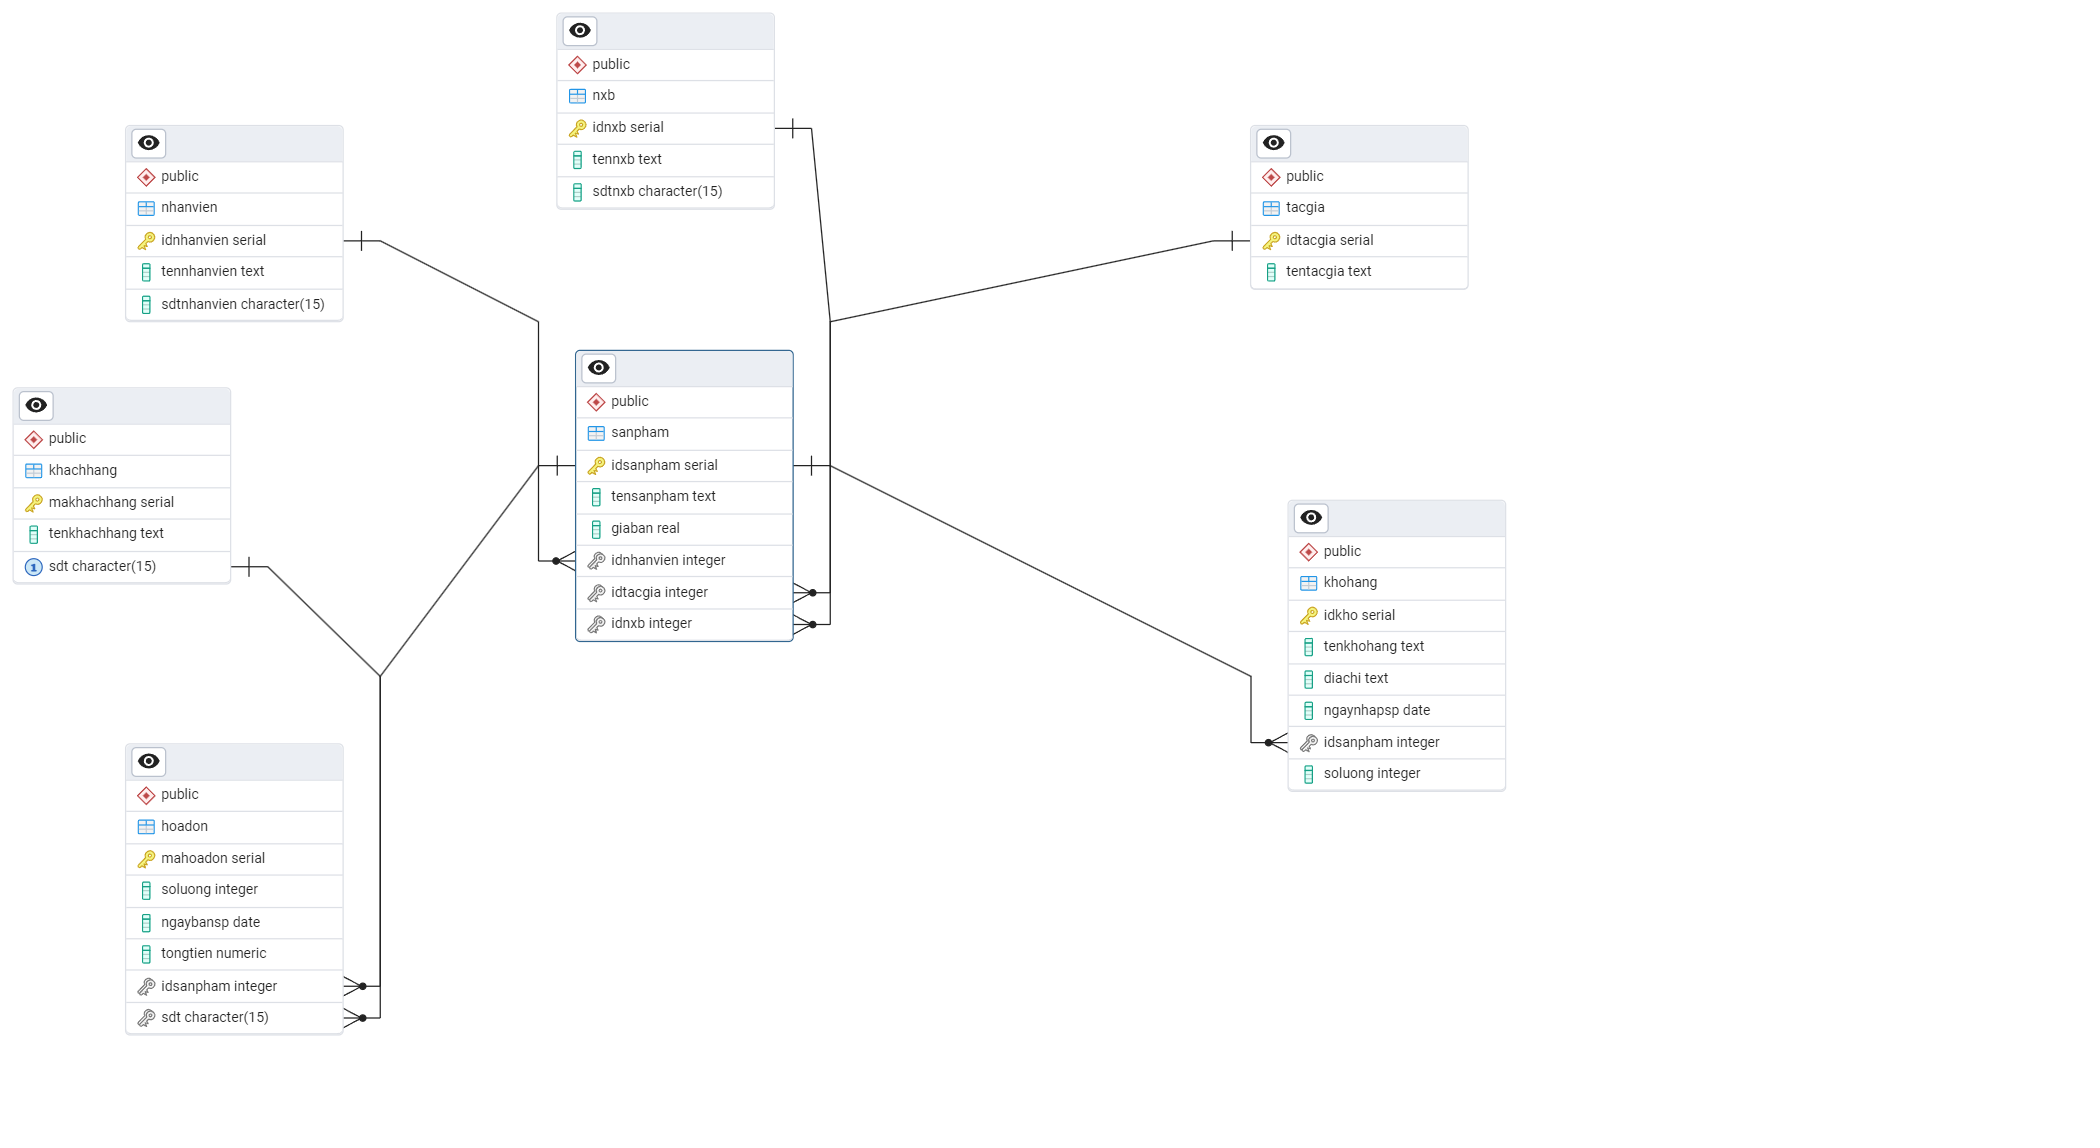 public
nxb
idnxb serial
tennxb text
sdtnxb character(15)
public
nhanvien
idnhanvien serial
tennhanvien text
sdtnhanvien character(15)
public
tacgia
idtacgia serial
tentacgia text
public
sanpham
idsanpham serial
tensanpham text
giaban real
idnhanvien integer
idtacgia integer
idnxb integer
public
khachhang
makhachhang serial
tenkhachhang text
1 sdt character(15)
public
khohang
idkho serial
tenkhohang text
diachi text
ngaynhapsp date
idsanpham integer
soluong integer
public
hoadon
mahoadon serial
soluong integer
ngaybansp date
tongtien numeric
idsanpham integer
sdt character(15)